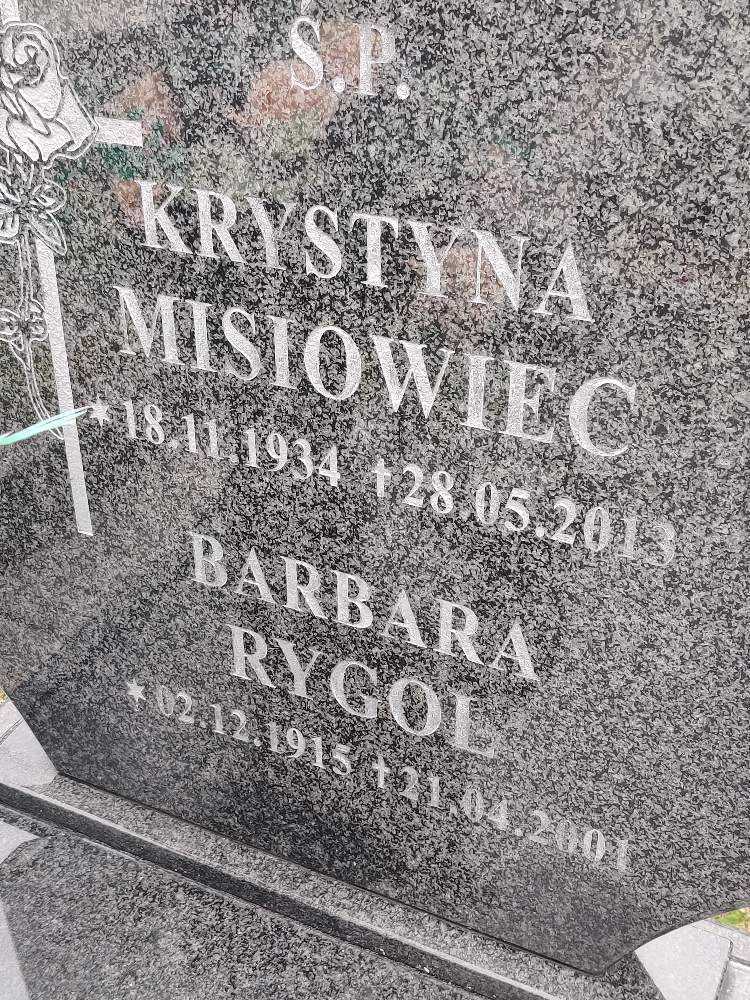 Ś.P.
KRYSTYNA
MISIOWIEC
* 18.11.1934 † 28.05.2013
BARBARA
RYGOL
* 02.12.1915 † 21.04.2001